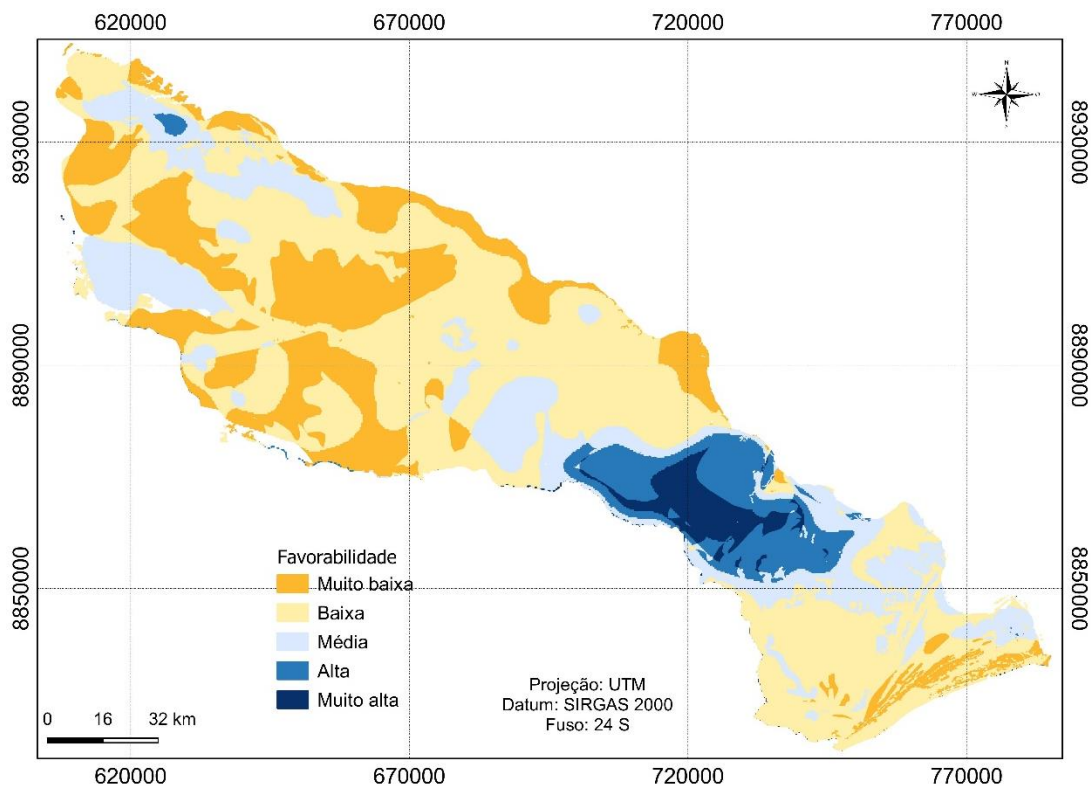 620000 670000 720000 770000
N
W E
S
8930000 8930000
8890000 8890000
8850000 8850000
Favorabilidade
Muito baixa
Baixa
Média
Alta
Muito alta
Projeção: UTM
Datum: SIRGAS 2000
Fuso: 24 S
0 16 32 km
620000 670000 720000 770000